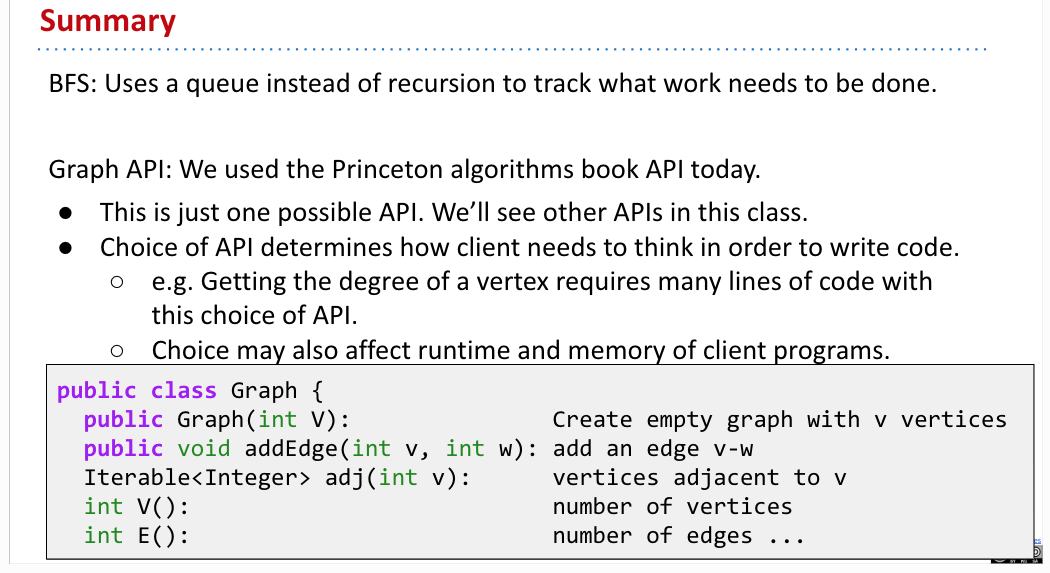 Summary
BFS: Uses a queue instead of recursion to track what work needs to be done.
Graph API: We used the Princeton algorithms book API today.
● This is just one possible API. We’ll see other APIs in this class.
● Choice of API determines how client needs to think in order to write code.
○ e.g. Getting the degree of a vertex requires many lines of code with
this choice of API.
○ Choice may also affect runtime and memory of client programs.
public class Graph {
public Graph(int V): Create empty graph with v vertices
public void addEdge(int v, int w): add an edge v-w
Iterable<Integer> adj(int v): vertices adjacent to v
int V(): number of vertices
int E(): number of edges ...